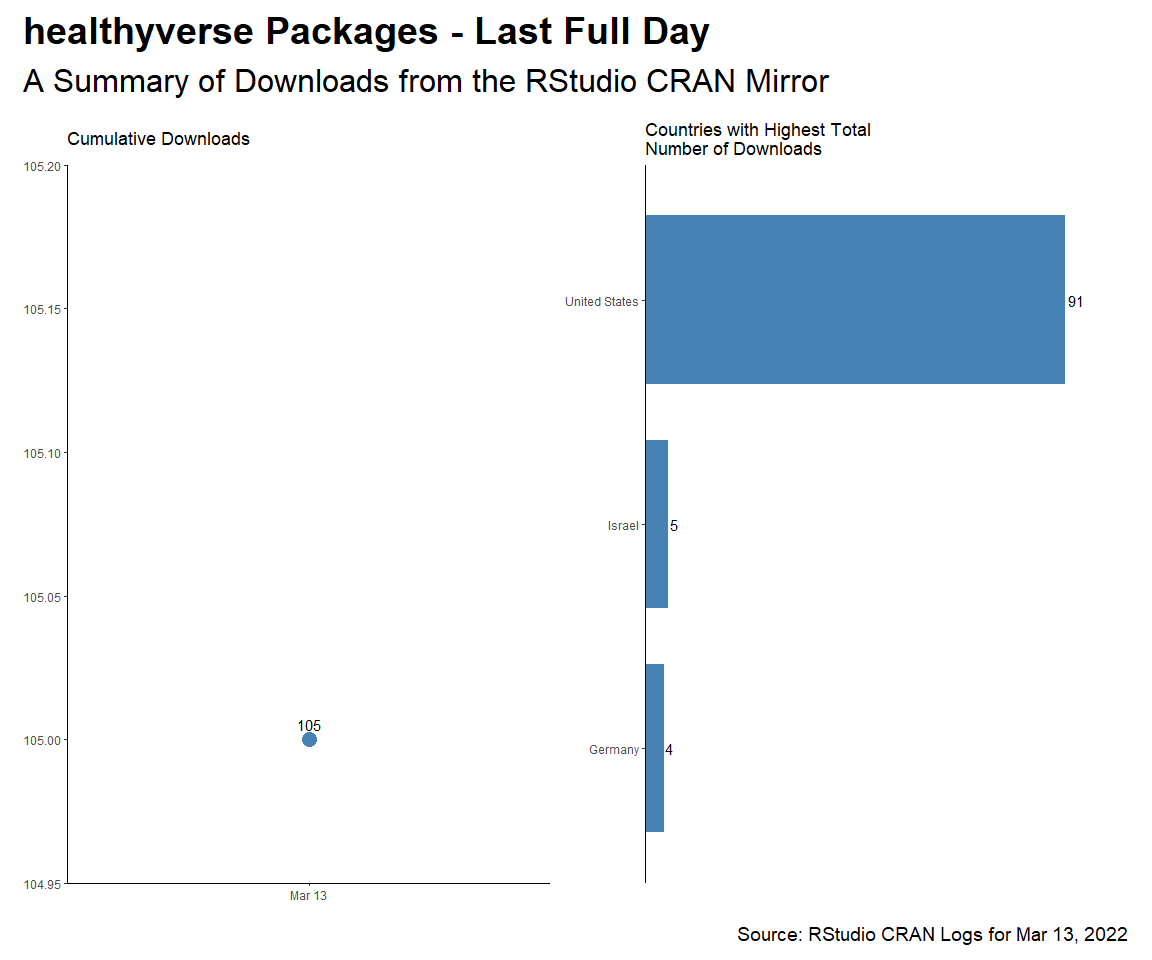 healthyverse Packages - Last Full Day
A Summary of Downloads from the RStudio CRAN Mirror
Cumulative Downloads
105.20
105.15
105.10
105.05
105.00
104.95
105
Mar 13
Countries with Highest Total
Number of Downloads
United States
91
Israel
5
Germany
4
Source: RStudio CRAN Logs for Mar 13, 2022